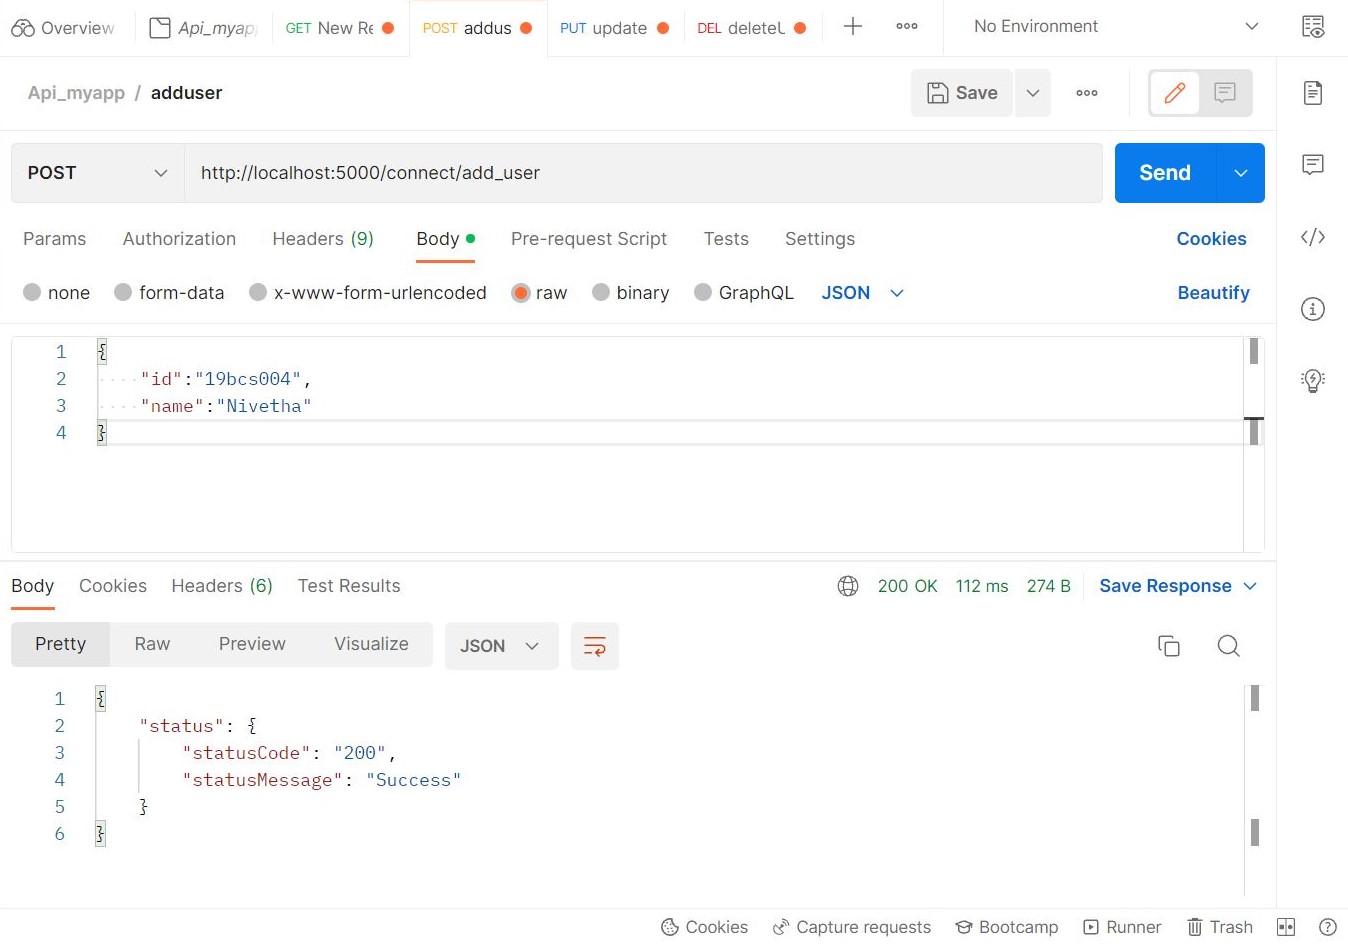 Overview Api_myapp GET New Re POST addus PUT update DEL deleteU No Environment
Api_myapp / adduser Save
POST http://localhost:5000/connect/add_user Send
Params Authorization Headers (9) Body Pre-request Script Tests Settings Cookies
none form-data x-www-form-urlencoded raw binary GraphQL JSON Beautify
1 {
2 "id":"19bcs004",
3 "name":"Nivetha"
4 }
Body Cookies Headers (6) Test Results 200 OK 112 ms 274 B Save Response
Pretty Raw Preview Visualize JSON
1 {
2 "status": {
3 "statusCode": "200",
4 "statusMessage": "Success"
5 }
6 }
Cookies Capture requests Bootcamp Runner Trash